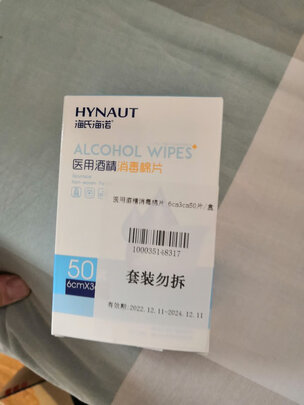 HYNAUT
海氏海诺
ALCOHOL WIPES+
医用酒精消毒棉片
医用酒精消毒棉片 6cm3cm50片/盒
100035148317
50
6cmX3
套装勿拆
有效期:2022.12.11-2024.12.11